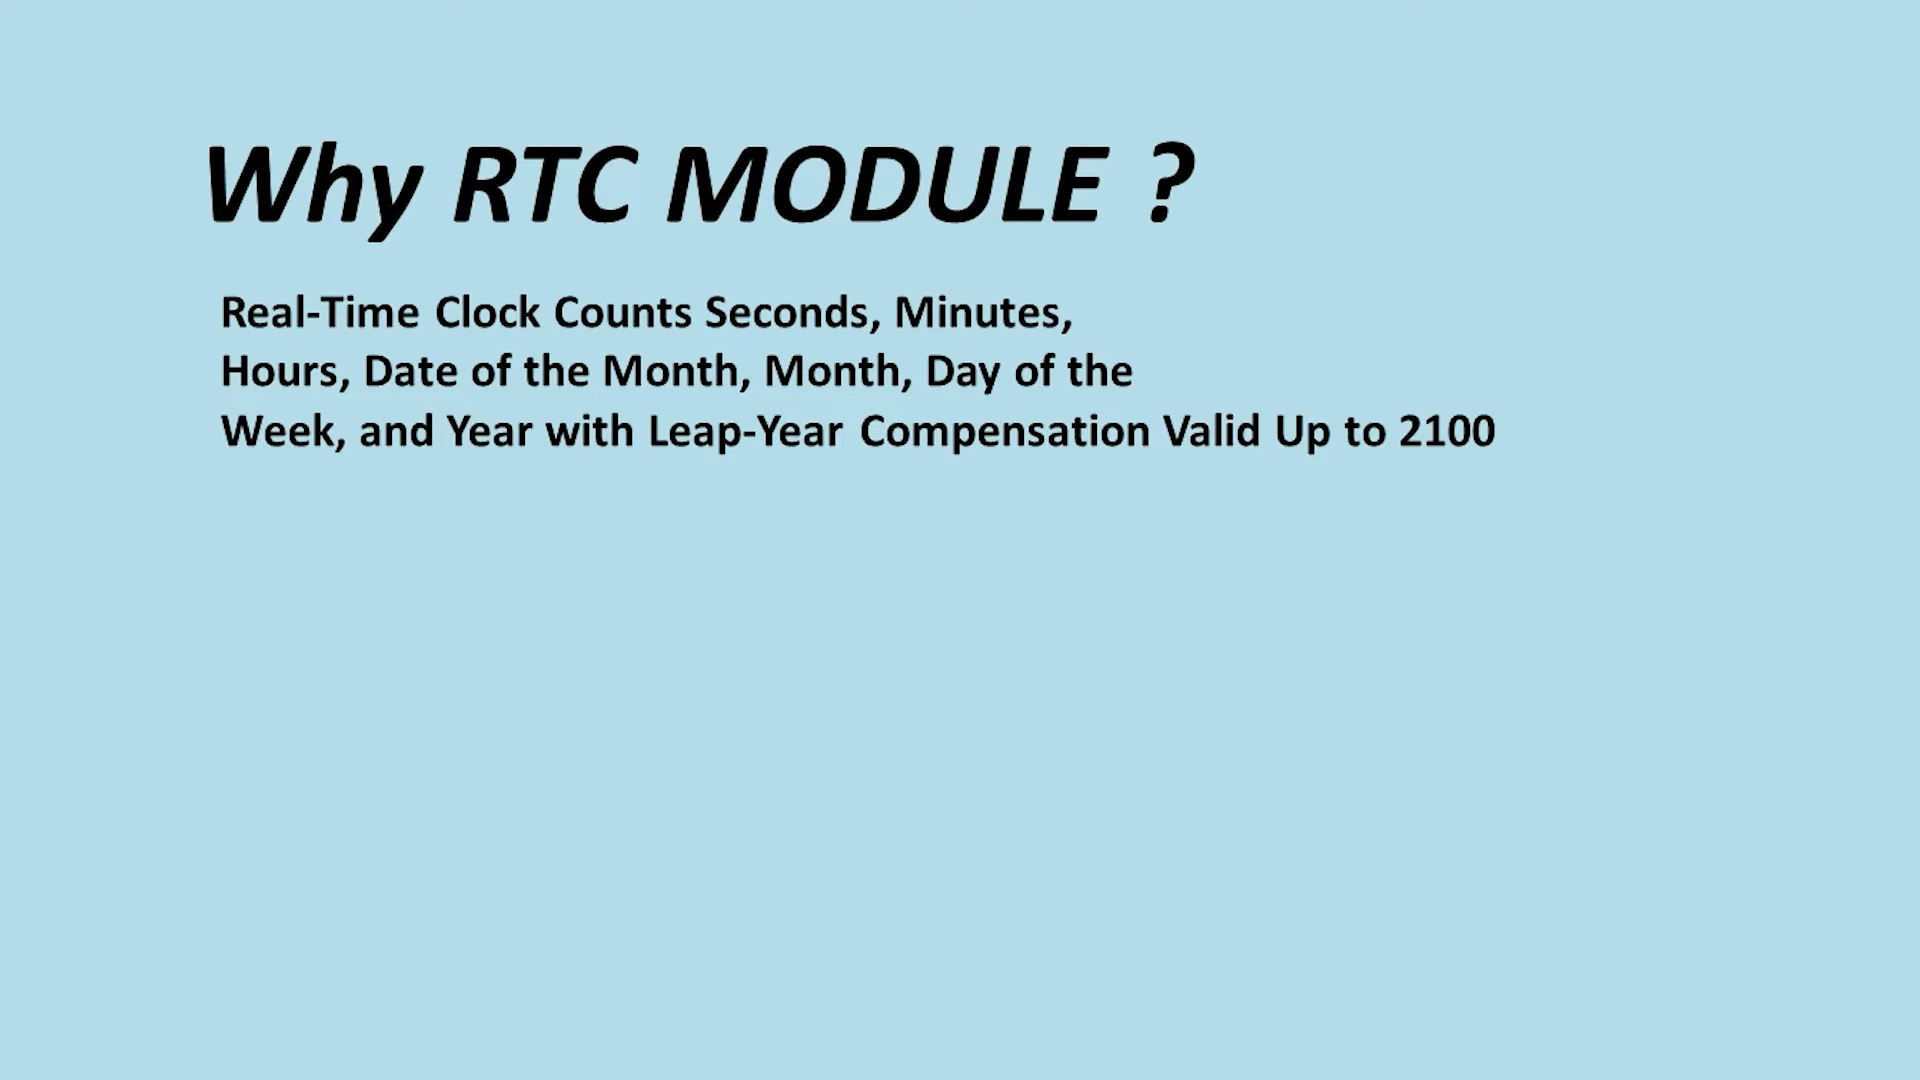 Why RTC MODULE ?
Real-Time Clock Counts Seconds, Minutes,
Hours, Date of the Month, Month, Day of the
Week, and Year with Leap-Year Compensation Valid Up to 2100